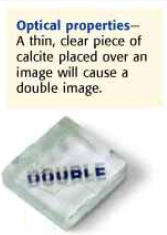 Optical properties—
A thin, clear piece of
calcite placed over an
image will cause a
double image.
DOUBLE